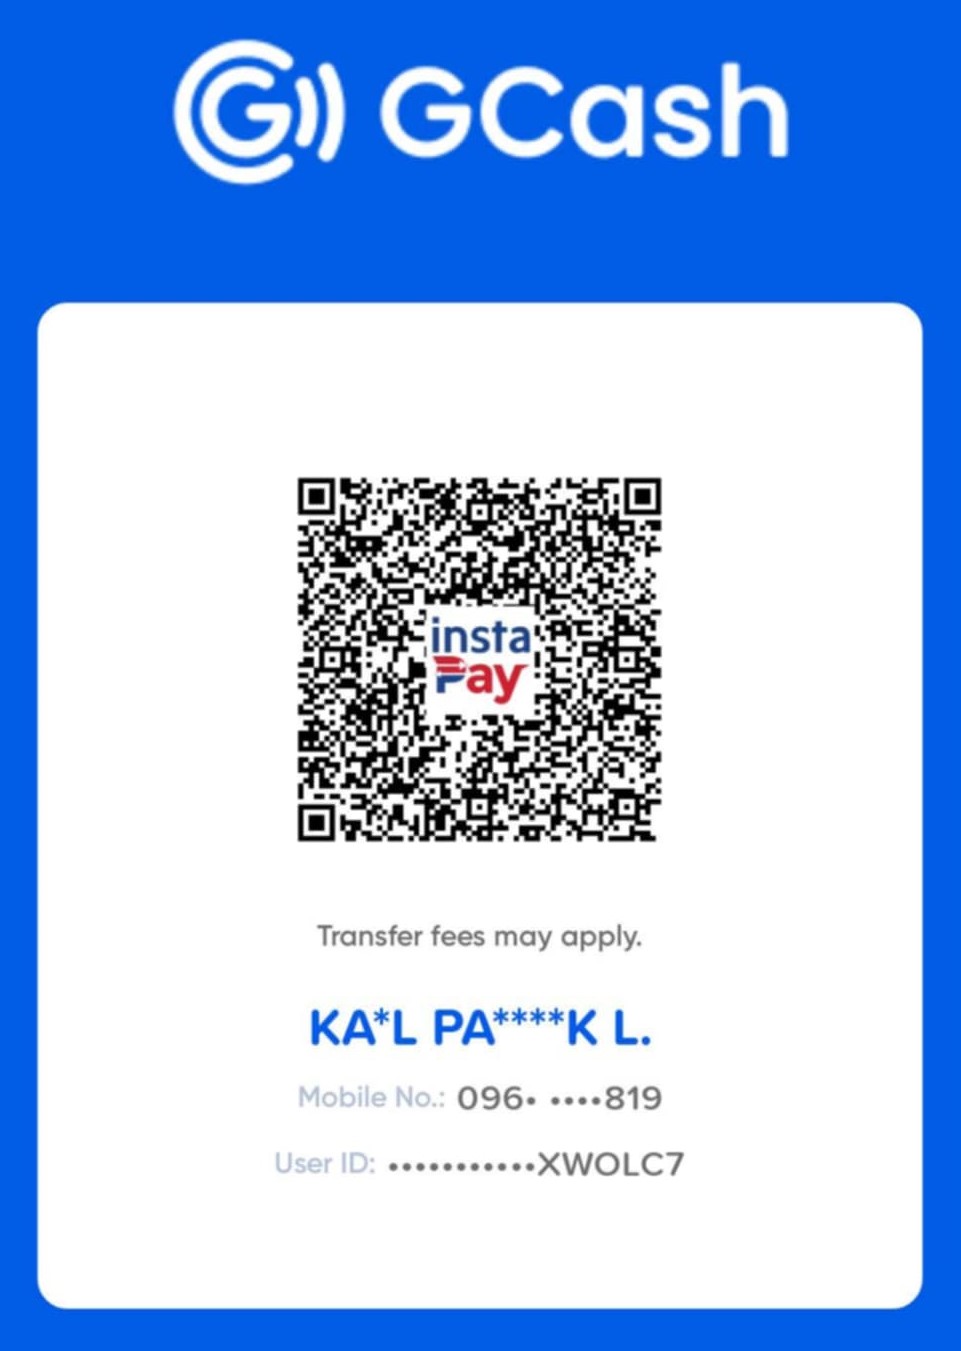 GCash
insta
Pay
Transfer fees may apply.
KA*L PA****K L.
Mobile No.: 096• ••••819
User ID: •••••••••••XWOLC7